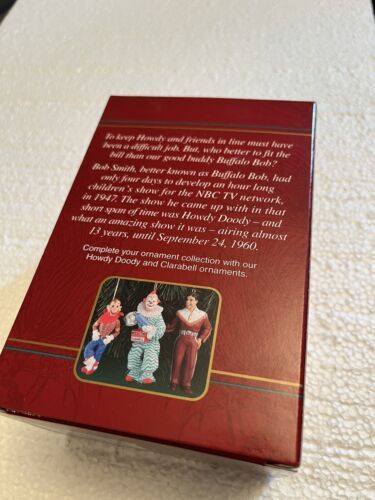 To keep Howdy and friends in line must have
been a difficult job. But, who better to fit the
bill than our good buddy Buffalo Bob?
Bob Smith, better known as Buffalo Bob, had
only four days to develop an hour long
children's show for the NBC TV network,
in 1947. The show he came up with in that
short span of time was Howdy Doody – and
what an amazing show it was – airing almost
13 years, until September 24, 1960.
Complete your ornament collection with our
Howdy Doody and Clarabell ornaments.